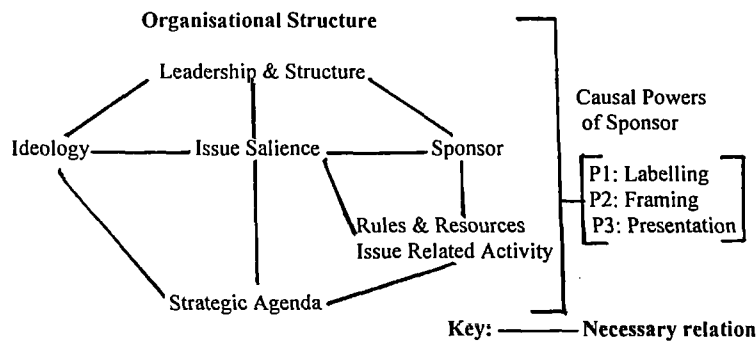 Organisational Structure
Leadership & Structure
Causal Powers
of Sponsor
Ideology
Issue Salience
Sponsor
P1: Labelling
P2: Framing
P3: Presentation
Rules & Resources
Issue Related Activity
Strategic Agenda
Key: Necessary relation